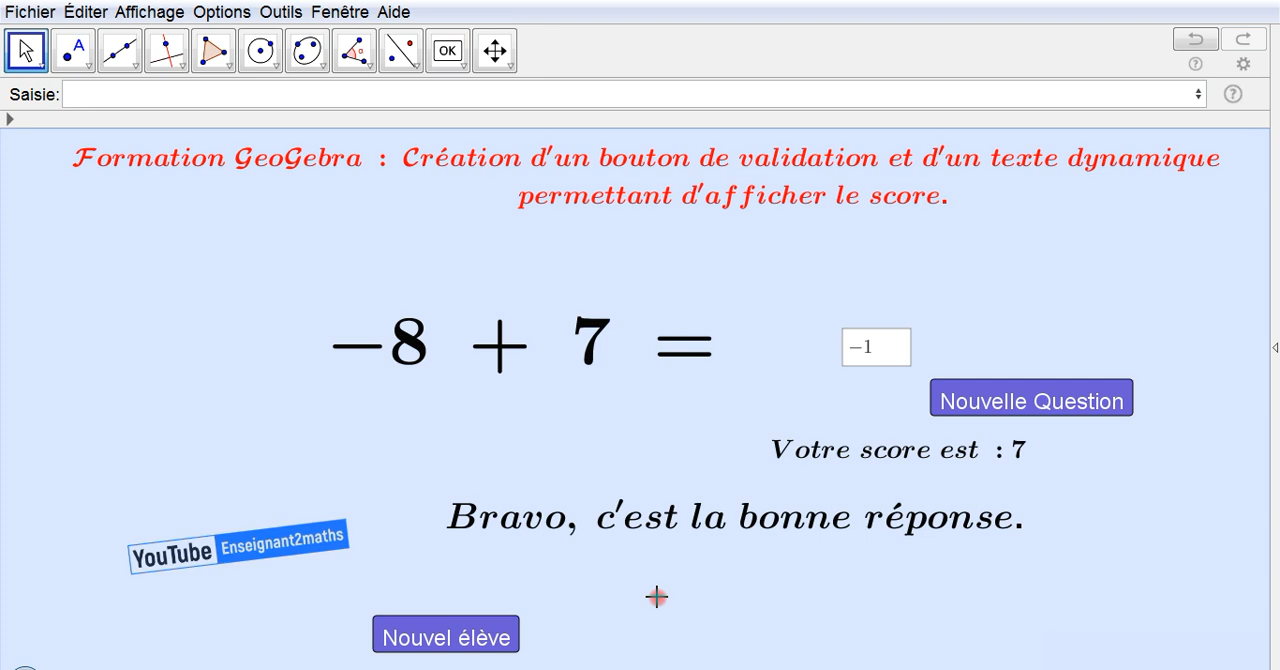 Fichier Éditer Affichage Options Outils Fenêtre Aide
A
OK
Saisie:
Formation GeoGebra : Création d'un bouton de validation et d'un texte dynamique
permettant d'afficher le score.
−8 + 7 =
−1
Nouvelle Question
Votre score est : 7
Bravo, c'est la bonne réponse.
YouTube Enseignant2maths
Nouvel élève